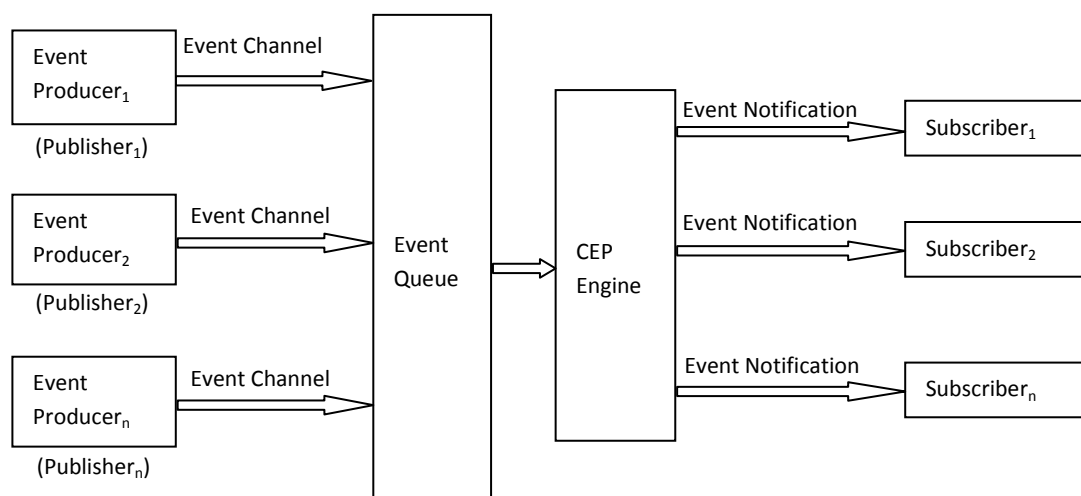 Event Channel
Event
Producer₁
(Publisher₁)
Event Channel
Event
Producer₂
(Publisher₂)
Event Channel
Event
Producerₙ
(Publisherₙ)
Event
Queue
CEP
Engine
Event Notification
Subscriber₁
Event Notification
Subscriber₂
Event Notification
Subscriberₙ